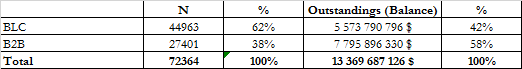 N % Outstandings (Balance) %
BLC 44963 62% 5 573 790 796 $ 42%
B2B 27401 38% 7 795 896 330 $ 58%
Total 72364 100% 13 369 687 126 $ 100%